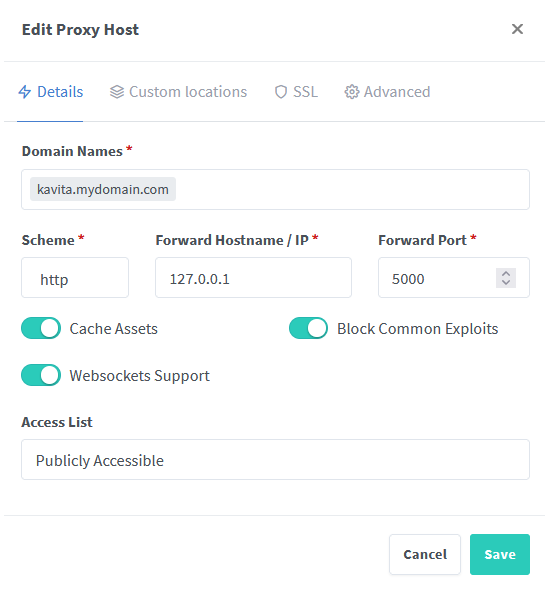 Edit Proxy Host
Details Custom locations SSL Advanced
Domain Names *
kavita.mydomain.com
Scheme * Forward Hostname / IP * Forward Port *
http 127.0.0.1 5000
Cache Assets Block Common Exploits
Websockets Support
Access List
Publicly Accessible
Cancel Save